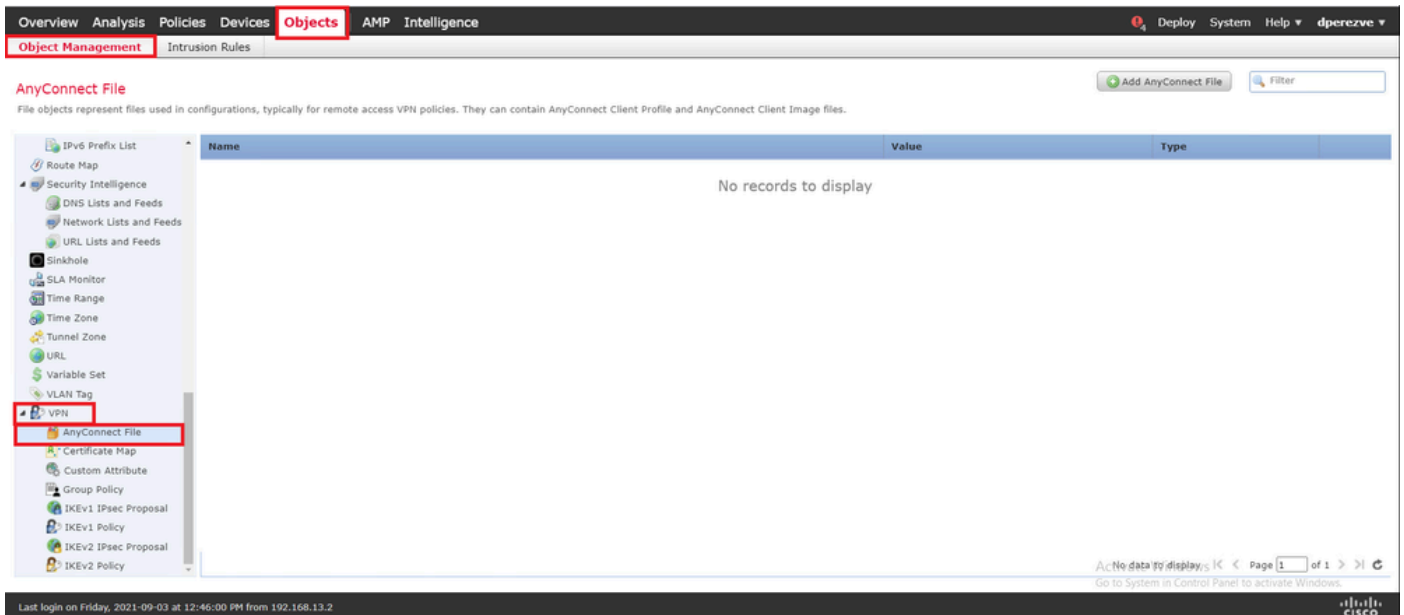 Overview Analysis Policies Devices Objects AMP Intelligence 4 Deploy System Help dperezve
Object Management Intrusion Rules
AnyConnect File
Add AnyConnect File
Filter
File objects represent files used in configurations, typically for remote access VPN policies. They can contain AnyConnect Client Profile and AnyConnect Client Image files.
Name Value Type
No records to display
IPv6 Prefix List
Route Map
Security Intelligence
DNS Lists and Feeds
Network Lists and Feeds
URL Lists and Feeds
Sinkhole
SLA Monitor
Time Range
Time Zone
Tunnel Zone
URL
Variable Set
VLAN Tag
VPN
AnyConnect File
Certificate Map
Custom Attribute
Group Policy
IKEv1 IPsec Proposal
IKEv1 Policy
IKEv2 IPsec Proposal
IKEv2 Policy
No data to display Page 1 of 1
Activate Windows
Go to System in Control Panel to activate Windows.
Last login on Friday, 2021-09-03 at 12:46:00 PM from 192.168.13.2
CISCO